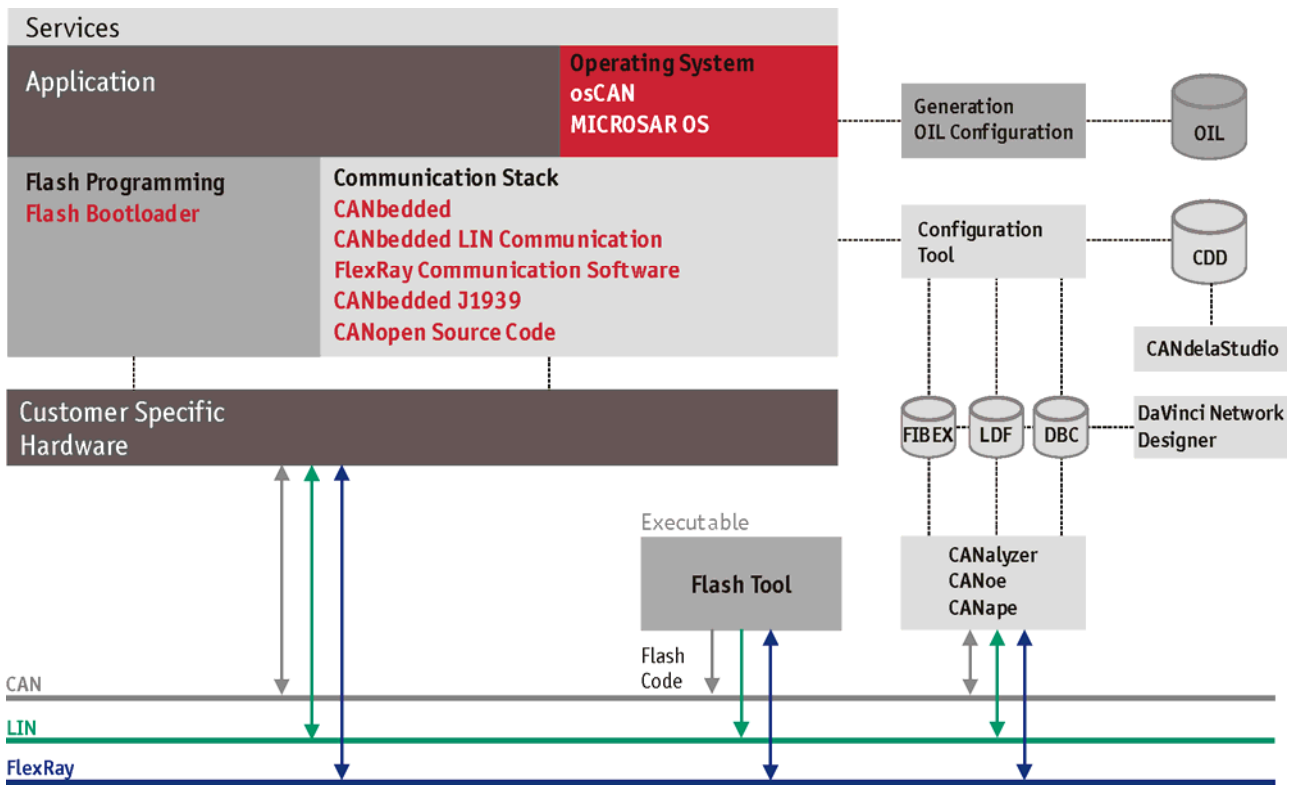 Services
Application
Operating System
osCAN
MICROSAR OS
Generation
OIL Configuration
OIL
Flash Programming
Flash Bootloader
Communication Stack
CANbedded
CANbedded LIN Communication
FlexRay Communication Software
CANbedded J1939
CANopen Source Code
Configuration
Tool
CDD
CANdelaStudio
Customer Specific
Hardware
FIBEX
LDF
DBC
DaVinci Network
Designer
Executable
Flash Tool
CANalyzer
CANoe
CANape
Flash
Code
CAN
LIN
FlexRay